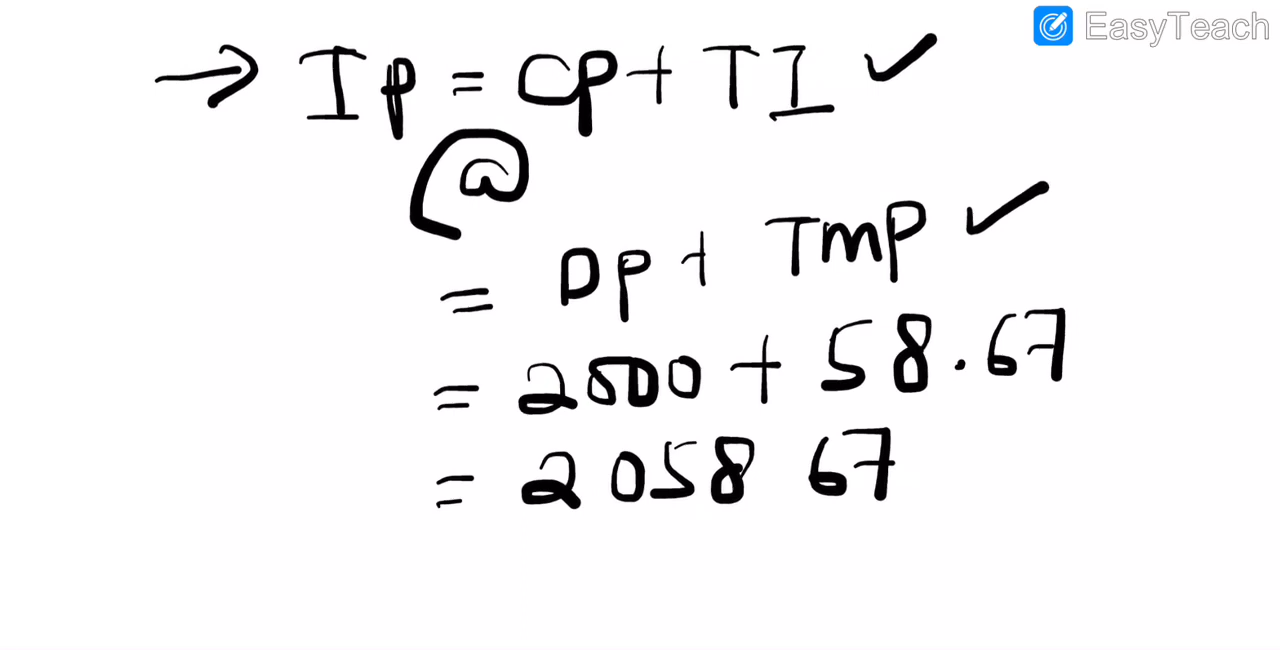 EasyTeach
→ Ip = CP + TI ✓
@
= DP + TMP ✓
= 2000 + 58.67
= 2058 67